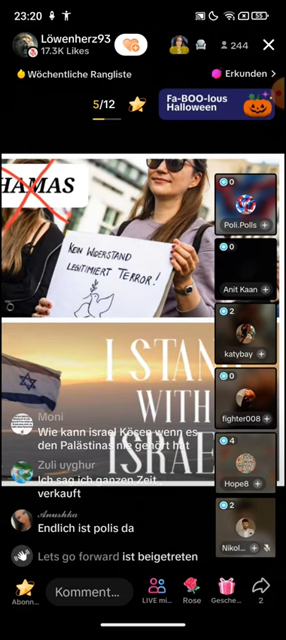 23:20
55
Löwenherz93
17.3K Likes
244
Wöchentliche Rangliste
Erkunden >
5/12
Fa-BOO-lous
Halloween
HAMAS
KEIN WIDERSTAND
LEGITIMIERT TERROR!
0
Poli.Polls
0
Anit Kaan
2
katybay
0
fighter008
4
Hope8
2
Nikol...
I STAN
WITH
ISRAE
Moni
Wie kann israel Kösen wenn es
den Palästinas nie gehört hat
Zuli uyghur
Ich sag ich ganzen Zeit
verkauft
Anushka
Endlich ist polis da
Lets go forward ist beigetreten
Abonn...
Komment...
LIVE mi...
Rose
Gesche...
2